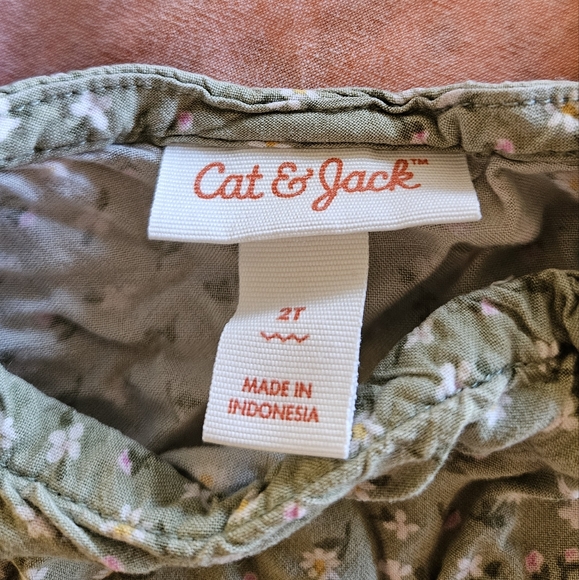 Cat & Jack™
2T
MADE IN
INDONESIA